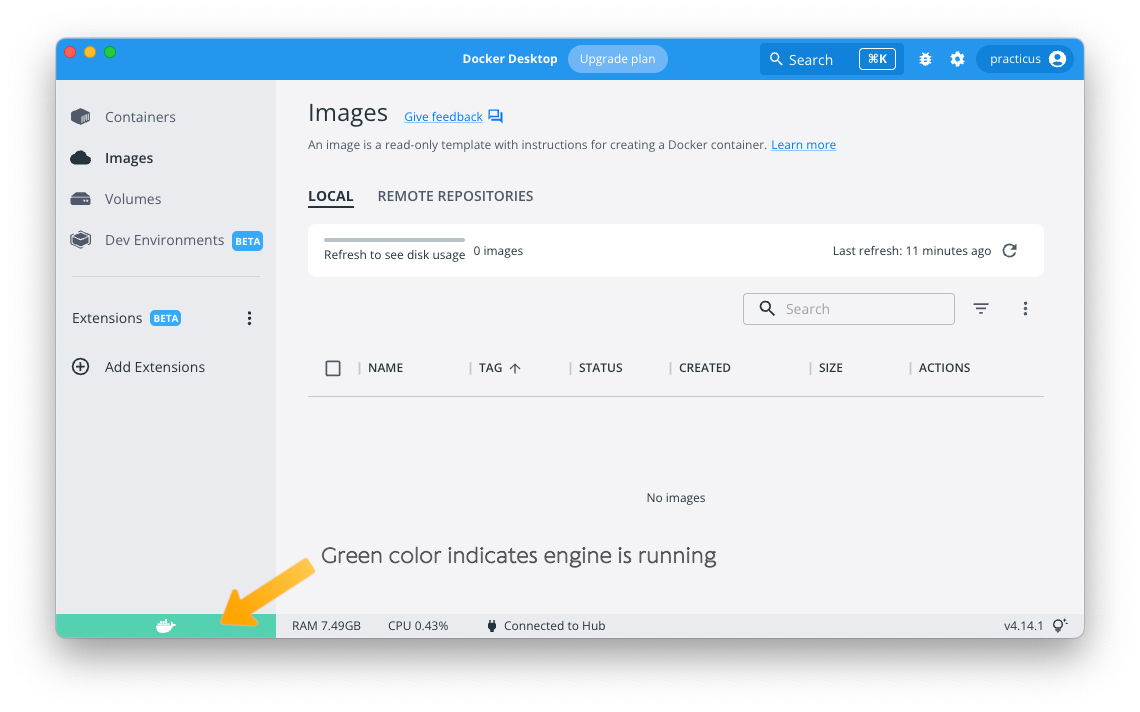 Docker Desktop Upgrade plan Search ⌘K practicus
Containers
Images
Volumes
Dev Environments BETA
Extensions BETA
Add Extensions
Images Give feedback
An image is a read-only template with instructions for creating a Docker container. Learn more
LOCAL REMOTE REPOSITORIES
Refresh to see disk usage 0 images Last refresh: 11 minutes ago
Search
NAME TAG STATUS CREATED SIZE ACTIONS
No images
Green color indicates engine is running
RAM 7.49GB CPU 0.43% Connected to Hub v4.14.1